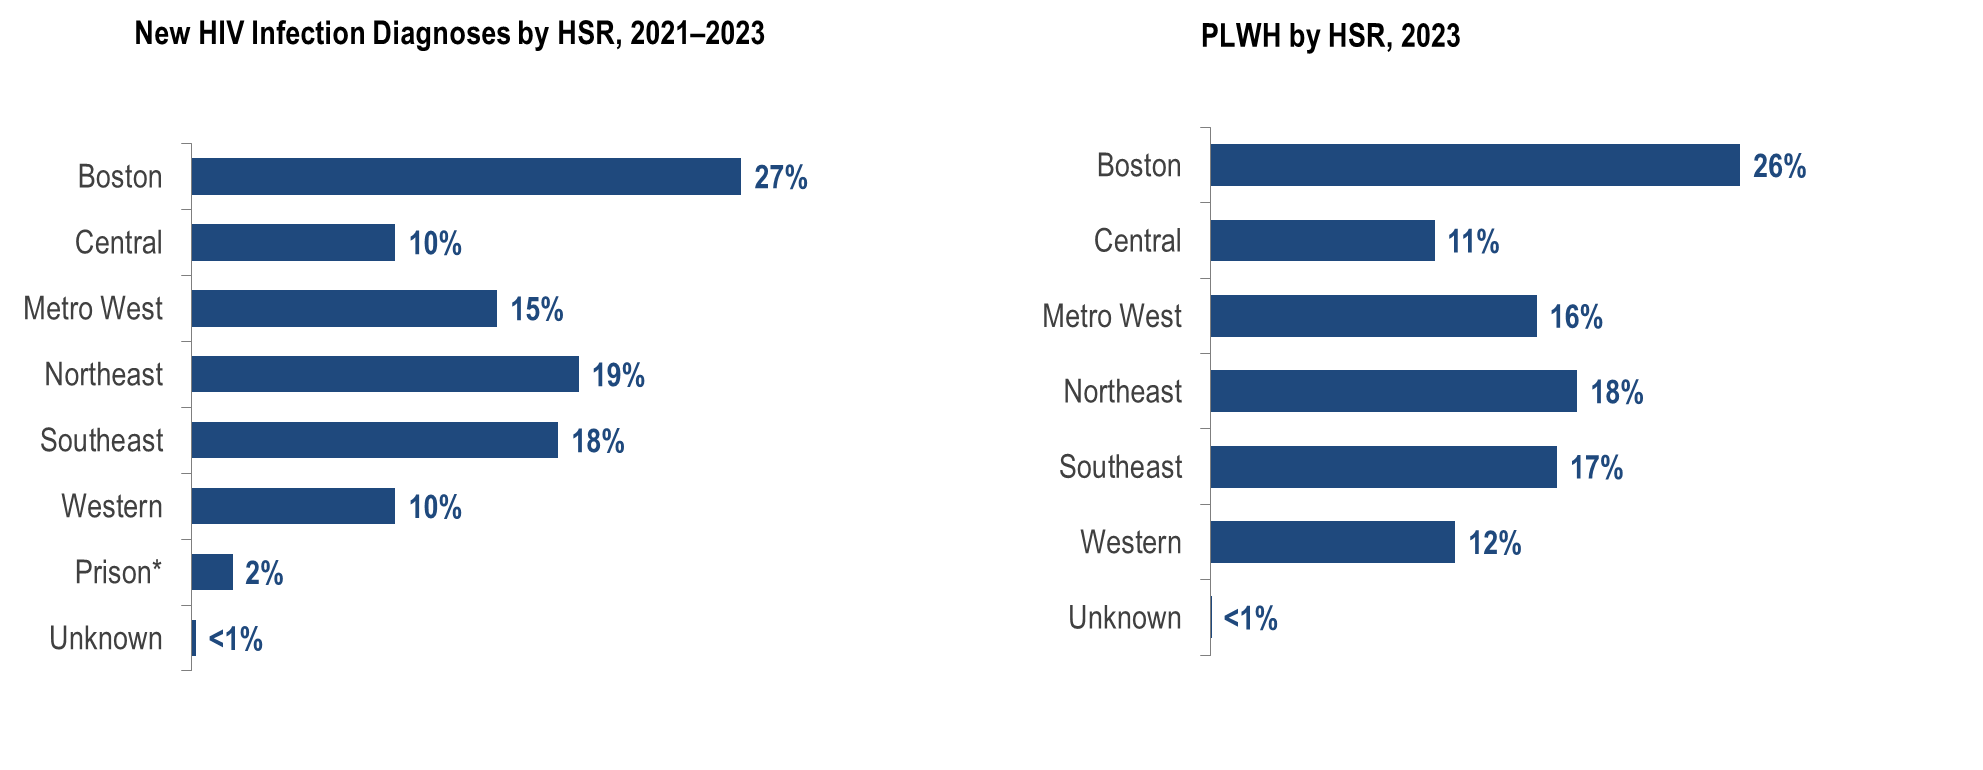 New HIV Infection Diagnoses by HSR, 2021–2023
Boston 27%
Central 10%
Metro West 15%
Northeast 19%
Southeast 18%
Western 10%
Prison* 2%
Unknown <1%
PLWH by HSR, 2023
Boston 26%
Central 11%
Metro West 16%
Northeast 18%
Southeast 17%
Western 12%
Unknown <1%